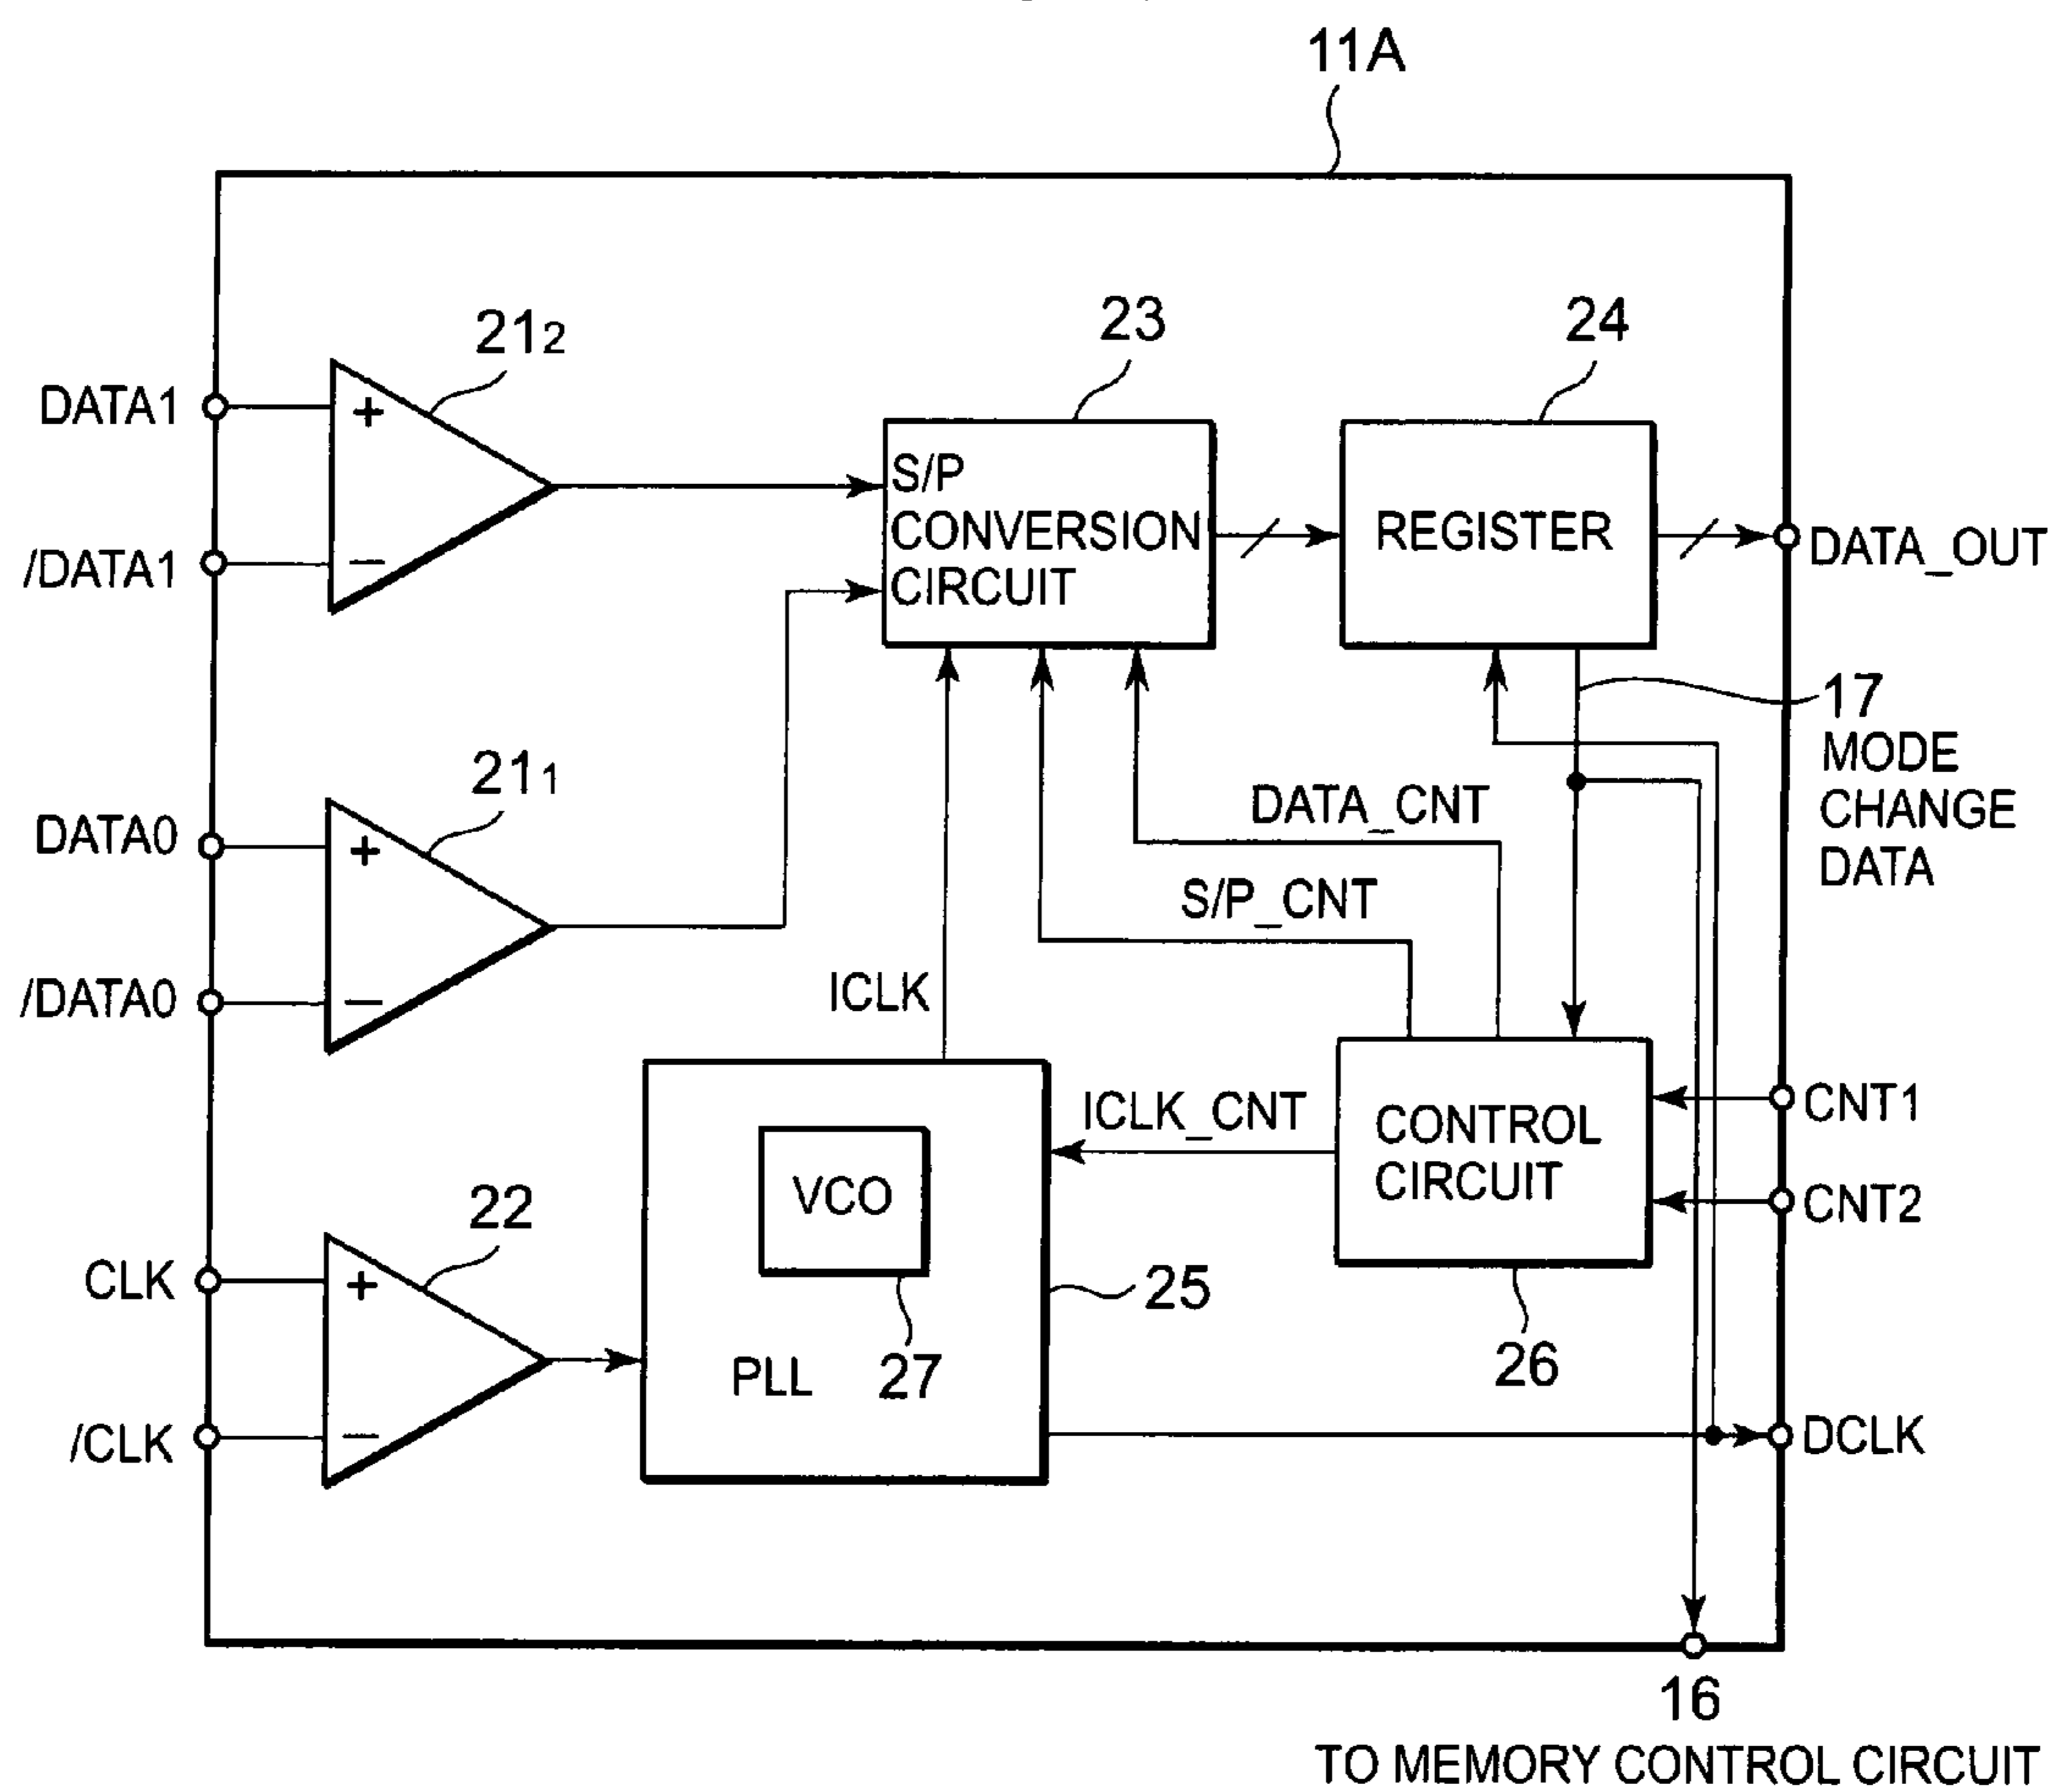 11A
21₂
23
24
DATA1
+
S/P
CONVERSION
CIRCUIT
REGISTER
DATA_OUT
/DATA1
−
17
MODE
CHANGE
DATA
21₁
DATA_CNT
DATA0
+
S/P_CNT
/DATA0
−
ICLK
ICLK_CNT
CONTROL
CIRCUIT
CNT1
VCO
CNT2
22
CLK
+
25
27
26
PLL
/CLK
−
DCLK
16
TO MEMORY CONTROL CIRCUIT